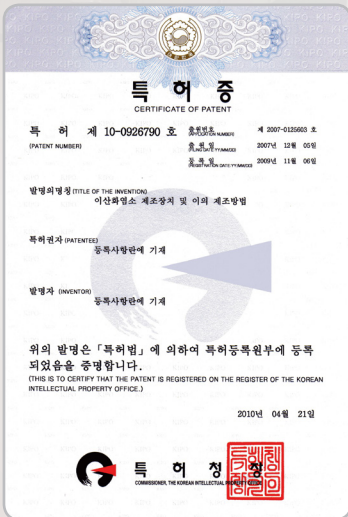 특 허 증
CERTIFICATE OF PATENT
특 허 제 10-0926790 호 출원번호 제 2007-0125603 호
(PATENT NUMBER) (APPLICATION NUMBER)
출 원 일 2007년 12월 05일
(FILING DATE:YY/MM/DD)
등 록 일 2009년 11월 06일
(REGISTRATION DATE:YY/MM/DD)
발명의명칭(TITLE OF THE INVENTION)
이산화염소 제조장치 및 이의 제조방법
특허권자(PATENTEE)
등록사항란에 기재
발명자(INVENTOR)
등록사항란에 기재
위의 발명은「특허법」에 의하여 특허등록원부에 등록
되었음을 증명합니다.
(THIS IS TO CERTIFY THAT THE PATENT IS REGISTERED ON THE REGISTER OF THE KOREAN
INTELLECTUAL PROPERTY OFFICE.)
2010년 04월 21일
특 허 청 장
COMMISSIONER, THE KOREAN INTELLECTUAL PROPERTY OFFICE